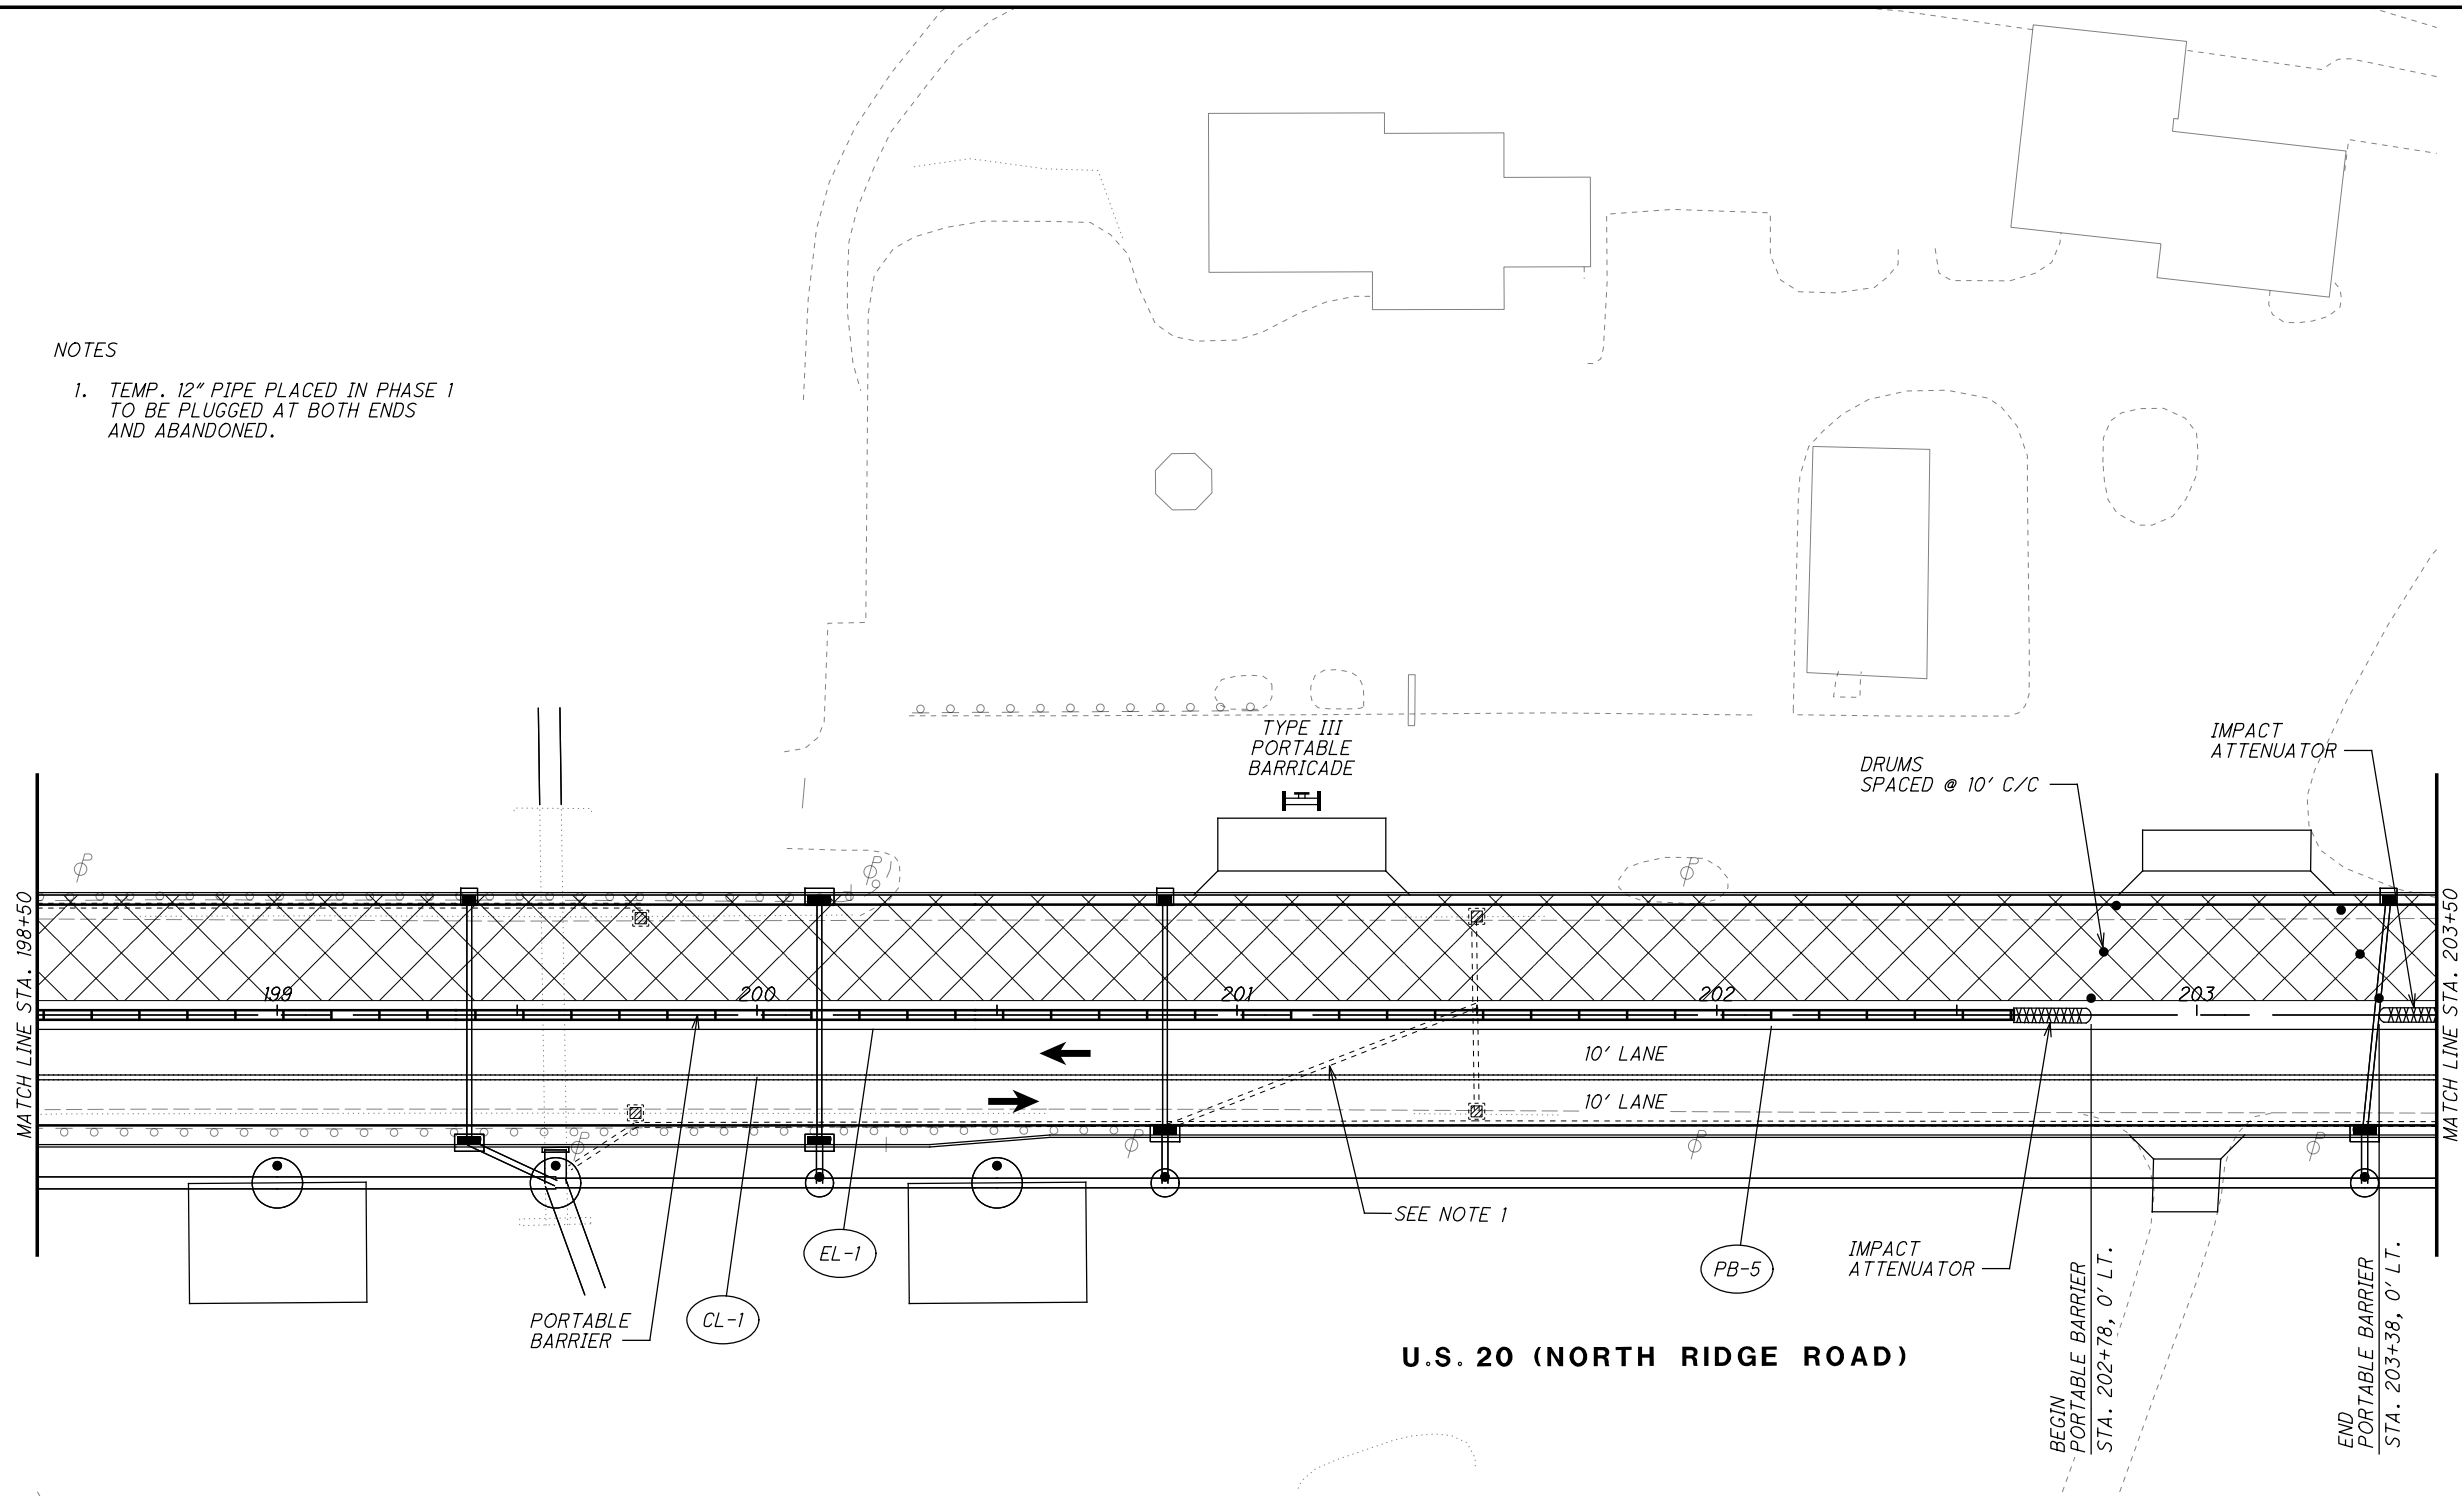 NOTES
1. TEMP. 12" PIPE PLACED IN PHASE 1
TO BE PLUGGED AT BOTH ENDS
AND ABANDONED.
TYPE III
PORTABLE
BARRICADE
IMPACT
ATTENUATOR
DRUMS
SPACED @ 10' C/C
MATCH LINE STA. 198+50
MATCH LINE STA. 203+50
P
P
P
199
200
201
202
203
10' LANE
10' LANE
P
P
P
P
SEE NOTE 1
EL-1
PB-5
IMPACT
ATTENUATOR
CL-1
PORTABLE
BARRIER
U.S. 20 (NORTH RIDGE ROAD)
BEGIN
PORTABLE BARRIER
STA. 202+78, 0' LT.
END
PORTABLE BARRIER
STA. 203+38, 0' LT.